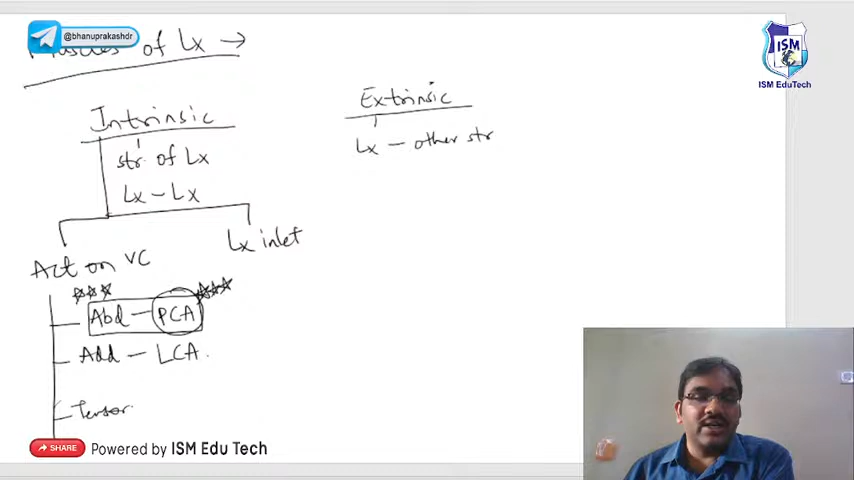 @bhanuprakashdr
Muscles of Lx →
ISM
ISM EduTech
Intrinsic
str. of Lx
Lx - Lx
Extrinsic
Lx - other str
Act on VC
Lx inlet
Abd - PCA
Add - LCA.
Tensor.
SHARE
Powered by ISM Edu Tech